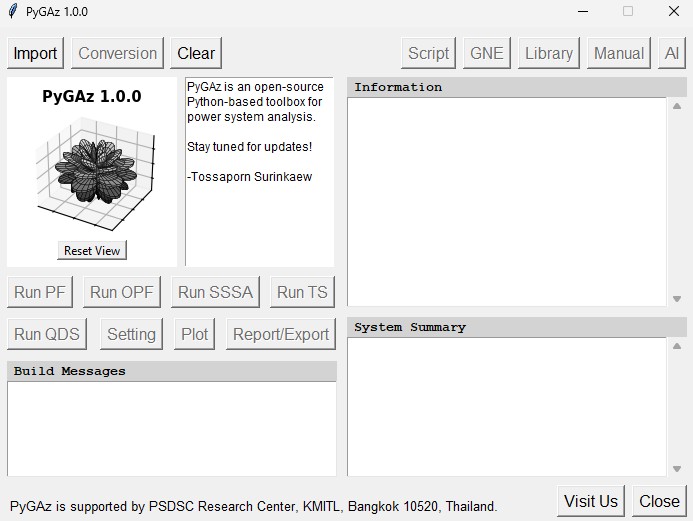 PyGAz 1.0.0
Import Conversion Clear Script GNE Library Manual AI
PyGAz 1.0.0
Reset View
PyGAz is an open-source
Python-based toolbox for
power system analysis.
Stay tuned for updates!
-Tossaporn Surinkaew
Information
Run PF Run OPF Run SSSA Run TS
Run QDS Setting Plot Report/Export
System Summary
Build Messages
PyGAz is supported by PSDSC Research Center, KMITL, Bangkok 10520, Thailand.
Visit Us Close